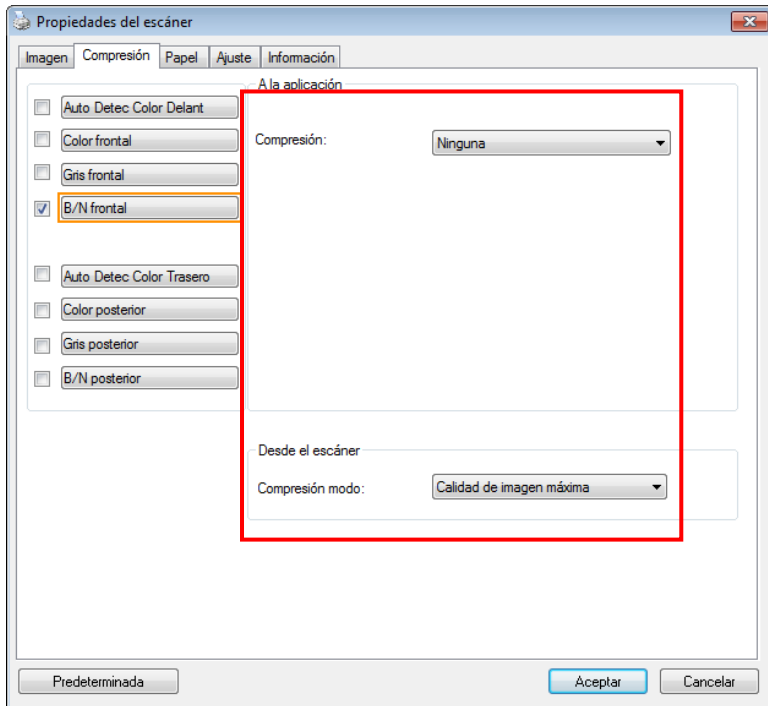 Propiedades del escáner
Imagen Compresión Papel Ajuste Información
Auto Detec Color Delant
Color frontal
Gris frontal
B/N frontal
Auto Detec Color Trasero
Color posterior
Gris posterior
B/N posterior
A la aplicación
Compresión: Ninguna
Desde el escáner
Compresión modo: Calidad de imagen máxima
Predeterminada Aceptar Cancelar